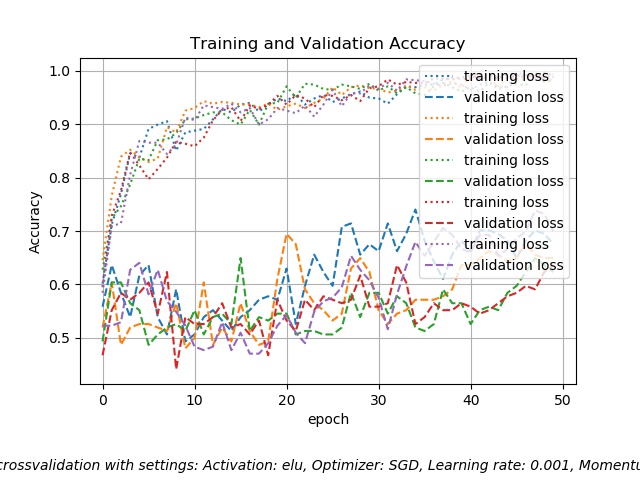 Training and Validation Accuracy
1.0
0.9
0.8
0.7
0.6
0.5
Accuracy
training loss
validation loss
training loss
validation loss
training loss
validation loss
training loss
validation loss
training loss
validation loss
0 10 20 30 40 50
epoch
crossvalidation with settings: Activation: elu, Optimizer: SGD, Learning rate: 0.001, Momentu